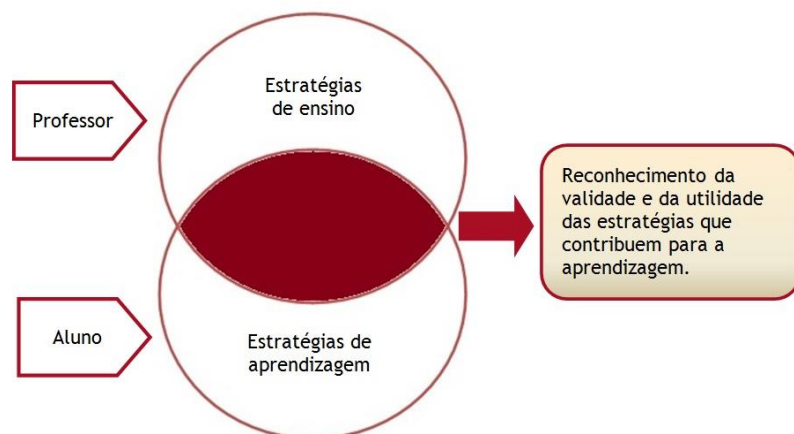 Estratégias
de ensino
Professor
Reconhecimento da
validade e da utilidade
das estratégias que
contribuem para a
aprendizagem.
Aluno
Estratégias de
aprendizagem